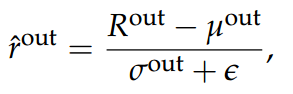 r̂^out = (R^out − μ^out) / (σ^out + ϵ),